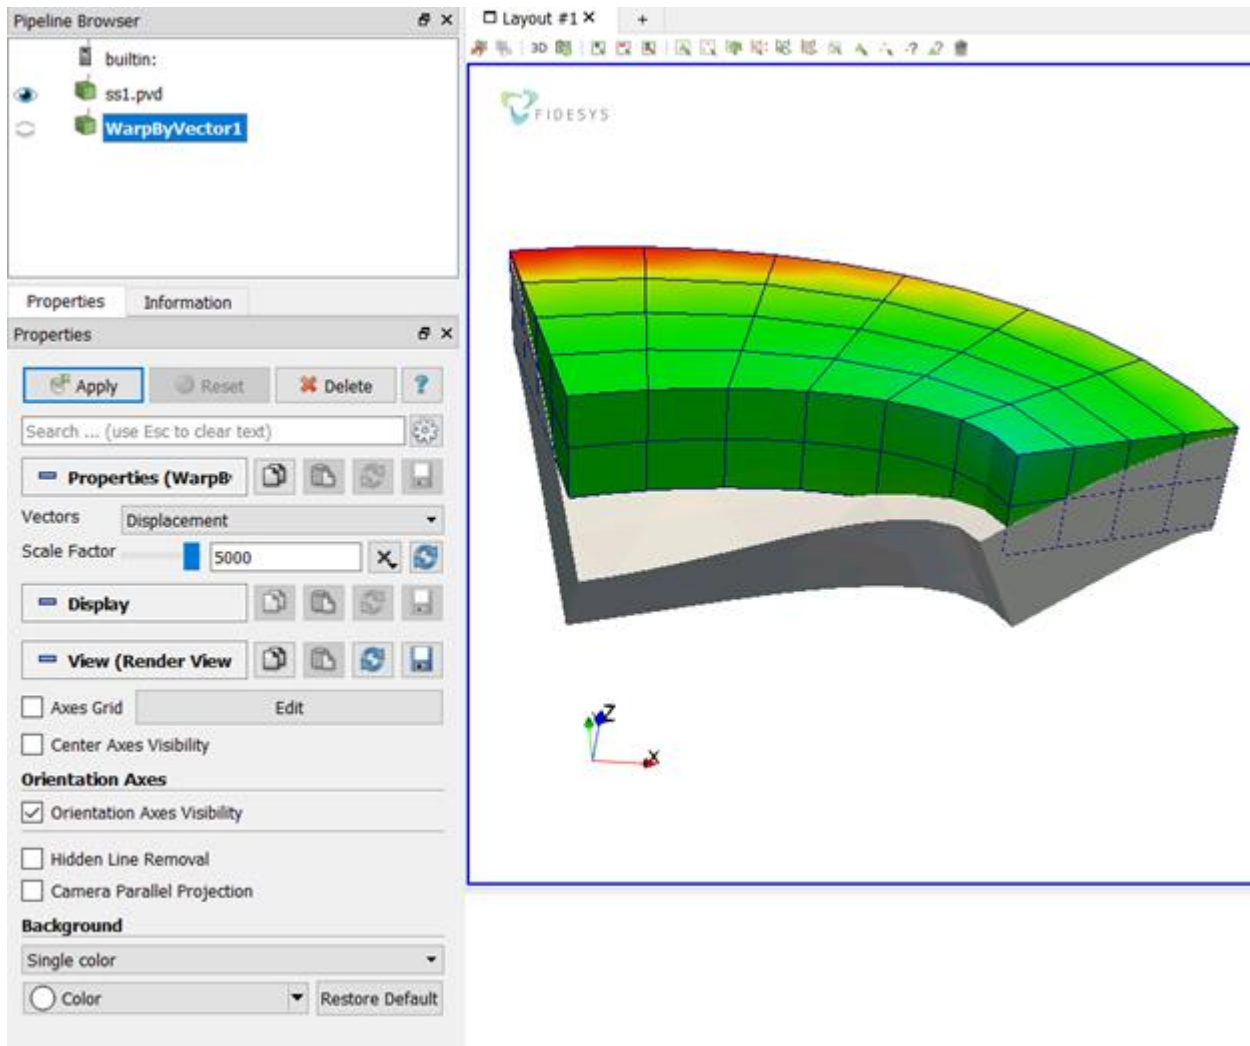 Pipeline Browser
builtin:
ss1.pvd
WarpByVector1
Properties Information
Properties
Apply Reset Delete ?
Search ... (use Esc to clear text)
Properties (WarpB
Vectors Displacement
Scale Factor 5000
Display
View (Render View
Axes Grid Edit
Center Axes Visibility
Orientation Axes
Orientation Axes Visibility
Hidden Line Removal
Camera Parallel Projection
Background
Single color
Color Restore Default
Layout #1 +
3D
FIDESYS
Z
X